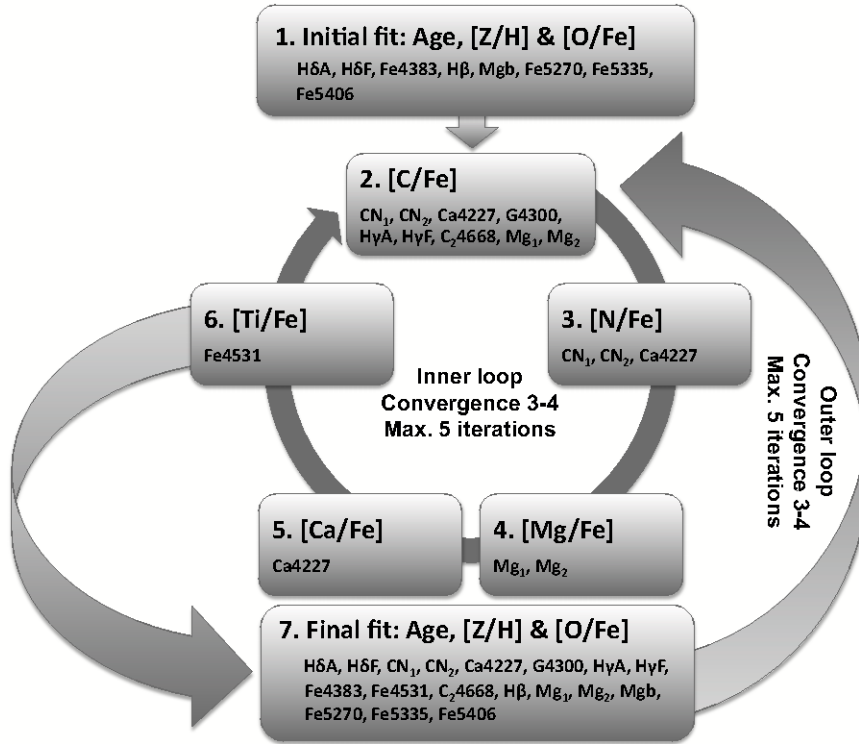 1. Initial fit: Age, [Z/H] & [O/Fe]
HδA, HδF, Fe4383, Hβ, Mgb, Fe5270, Fe5335,
Fe5406
2. [C/Fe]
CN₁, CN₂, Ca4227, G4300,
HγA, HγF, C₂4668, Mg₁, Mg₂
3. [N/Fe]
CN₁, CN₂, Ca4227
4. [Mg/Fe]
Mg₁, Mg₂
5. [Ca/Fe]
Ca4227
6. [Ti/Fe]
Fe4531
Inner loop
Convergence 3-4
Max. 5 iterations
Outer loop
Convergence 3-4
Max. 5 iterations
7. Final fit: Age, [Z/H] & [O/Fe]
HδA, HδF, CN₁, CN₂, Ca4227, G4300, HγA, HγF,
Fe4383, Fe4531, C₂4668, Hβ, Mg₁, Mg₂, Mgb,
Fe5270, Fe5335, Fe5406